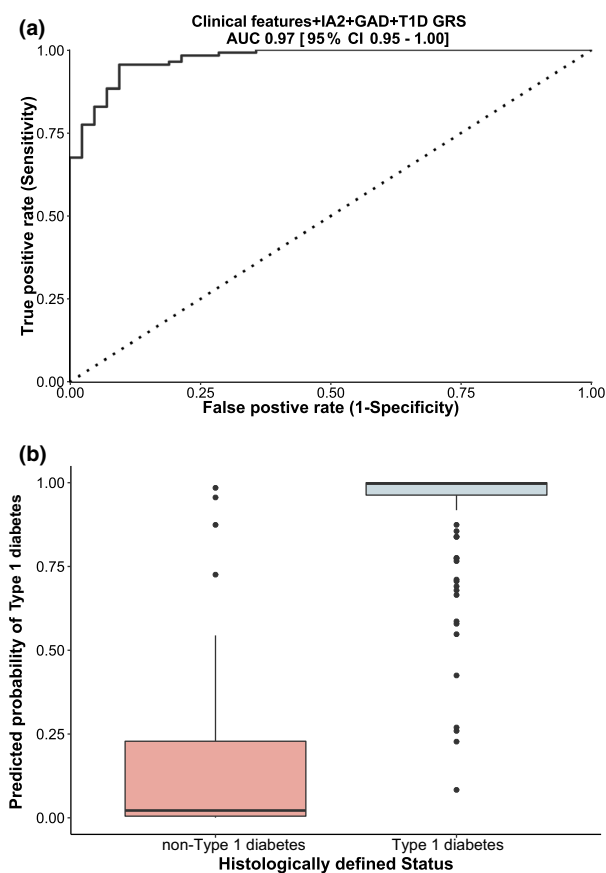 (a)
Clinical features+IA2+GAD+T1D GRS
AUC 0.97 [95% CI 0.95 - 1.00]
True positive rate (Sensitivity)
1.00
0.75
0.50
0.25
0.00
0.00 0.25 0.50 0.75 1.00
False postive rate (1-Specificity)
(b)
Predicted probability of Type 1 diabetes
1.00
0.75
0.50
0.25
0.00
non-Type 1 diabetes Type 1 diabetes
Histologically defined Status